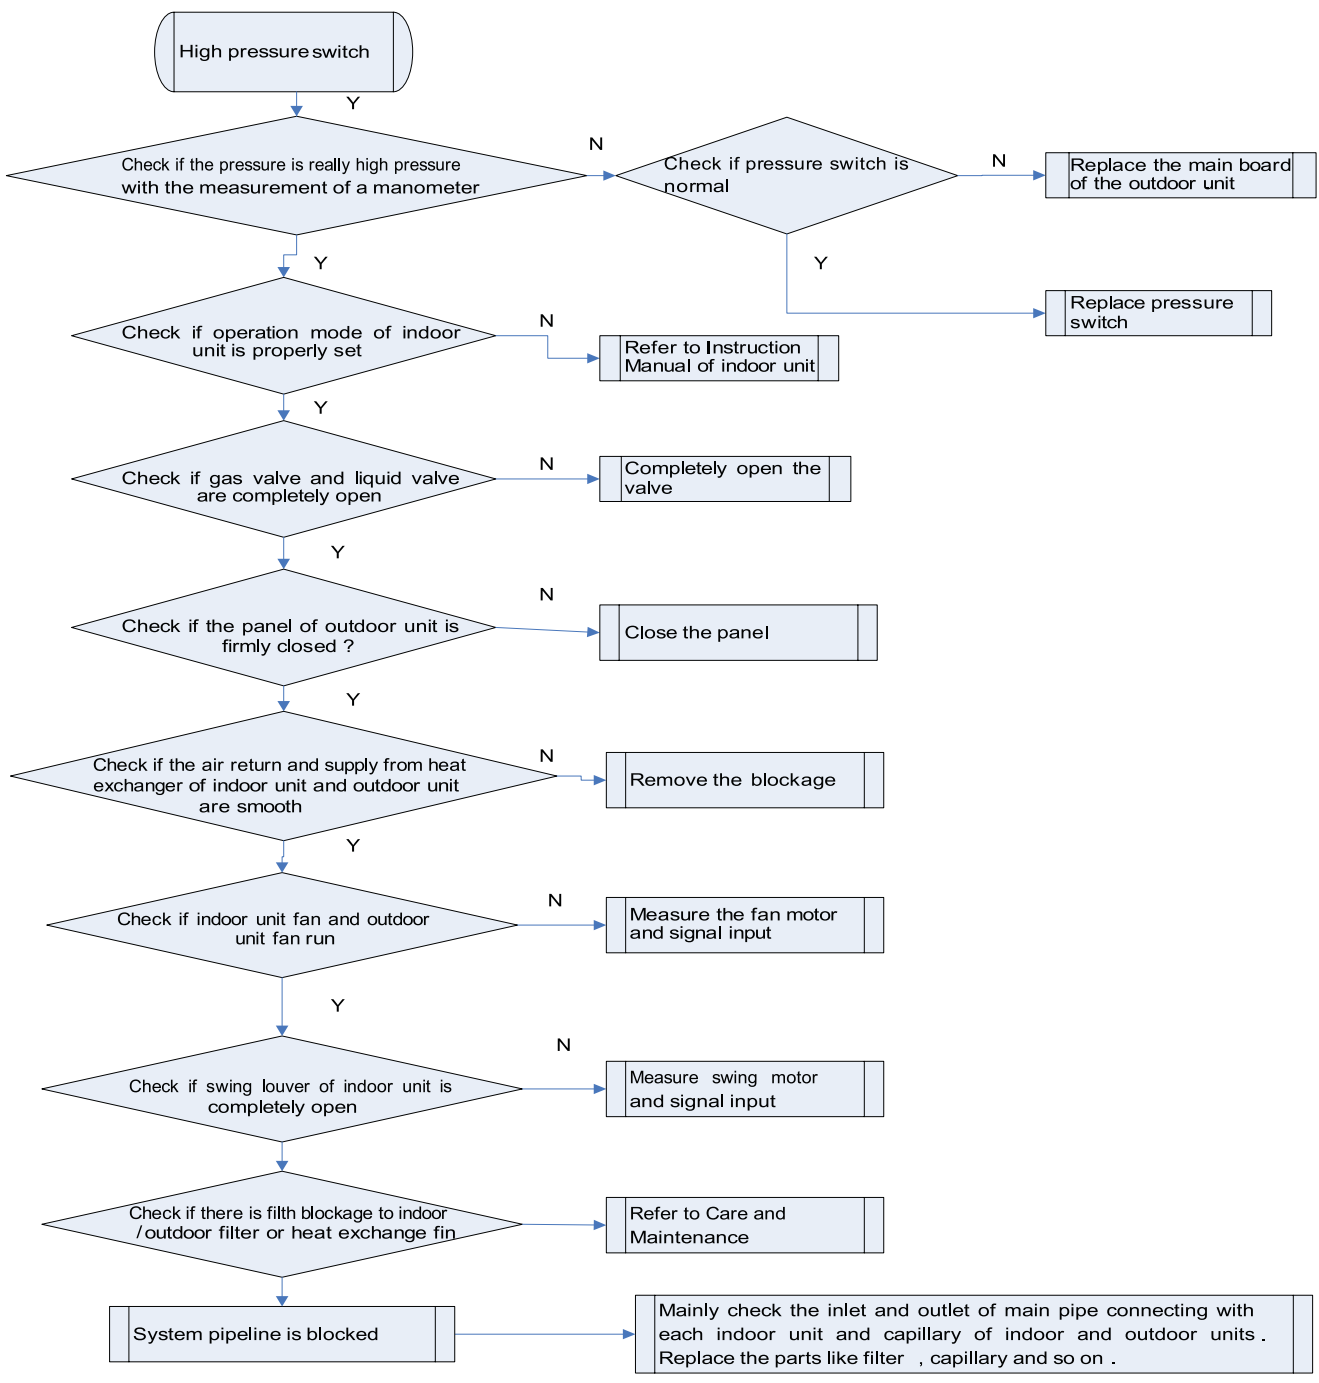 High pressure switch
Y
Check if the pressure is really high pressure
with the measurement of a manometer
N
Check if pressure switch is
normal
N
Replace the main board
of the outdoor unit
Y
Y
Replace pressure
switch
Check if operation mode of indoor
unit is properly set
N
Refer to Instruction
Manual of indoor unit
Y
Check if gas valve and liquid valve
are completely open
N
Completely open the
valve
Y
Check if the panel of outdoor unit is
firmly closed ?
N
Close the panel
Y
Check if the air return and supply from heat
exchanger of indoor unit and outdoor unit
are smooth
N
Remove the blockage
Y
Check if indoor unit fan and outdoor
unit fan run
N
Measure the fan motor
and signal input
Y
Check if swing louver of indoor unit is
completely open
N
Measure swing motor
and signal input
Check if there is filth blockage to indoor
/outdoor filter or heat exchange fin
Refer to Care and
Maintenance
System pipeline is blocked
Mainly check the inlet and outlet of main pipe connecting with
each indoor unit and capillary of indoor and outdoor units .
Replace the parts like filter , capillary and so on .